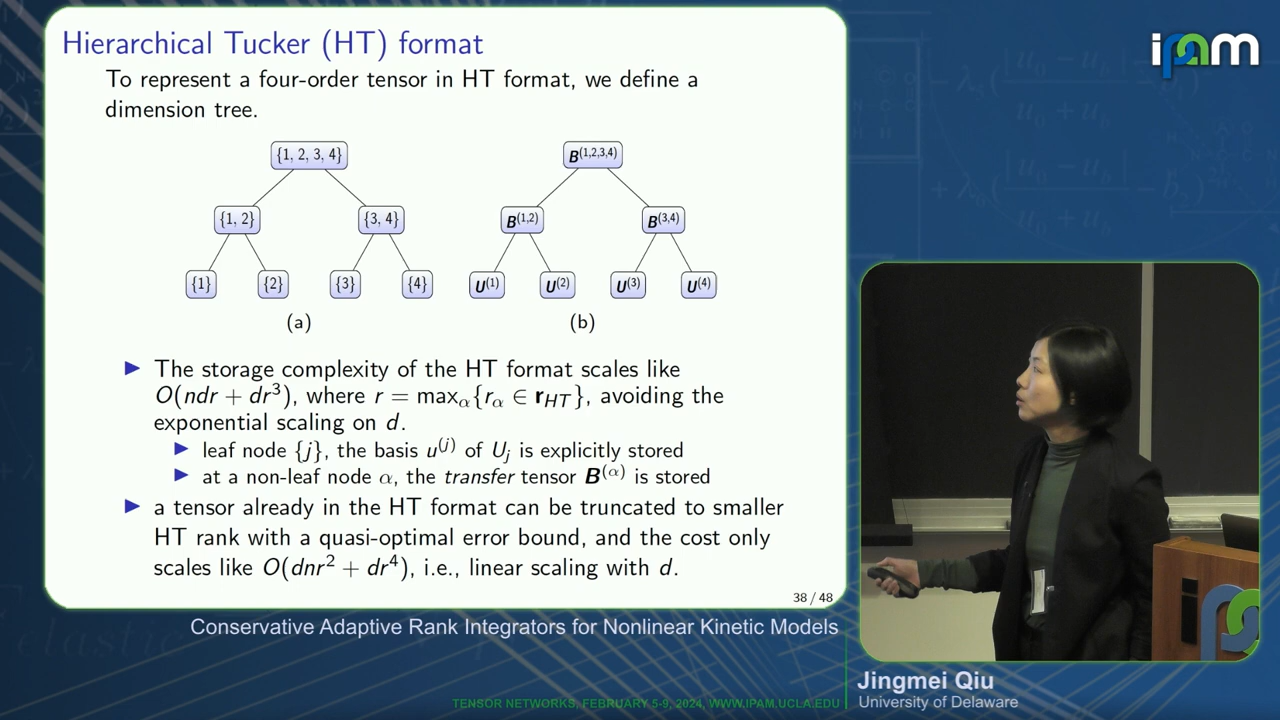 Hierarchical Tucker (HT) format
To represent a four-order tensor in HT format, we define a
dimension tree.
{1, 2, 3, 4}
{1, 2}
{3, 4}
{1}
{2}
{3}
{4}
(a)
B^(1,2,3,4)
B^(1,2)
B^(3,4)
U^(1)
U^(2)
U^(3)
U^(4)
(b)
▶ The storage complexity of the HT format scales like
O(ndr + dr³), where r = max_α{r_α ∈ r_HT}, avoiding the
exponential scaling on d.
▶ leaf node {j}, the basis u^(j) of U_j is explicitly stored
▶ at a non-leaf node α, the transfer tensor B^(α) is stored
▶ a tensor already in the HT format can be truncated to smaller
HT rank with a quasi-optimal error bound, and the cost only
scales like O(dnr² + dr⁴), i.e., linear scaling with d.
38 / 48
ipam
Conservative Adaptive Rank Integrators for Nonlinear Kinetic Models
Jingmei Qiu
University of Delaware
TENSOR NETWORKS, FEBRUARY 5-9, 2024, WWW.IPAM.UCLA.EDU